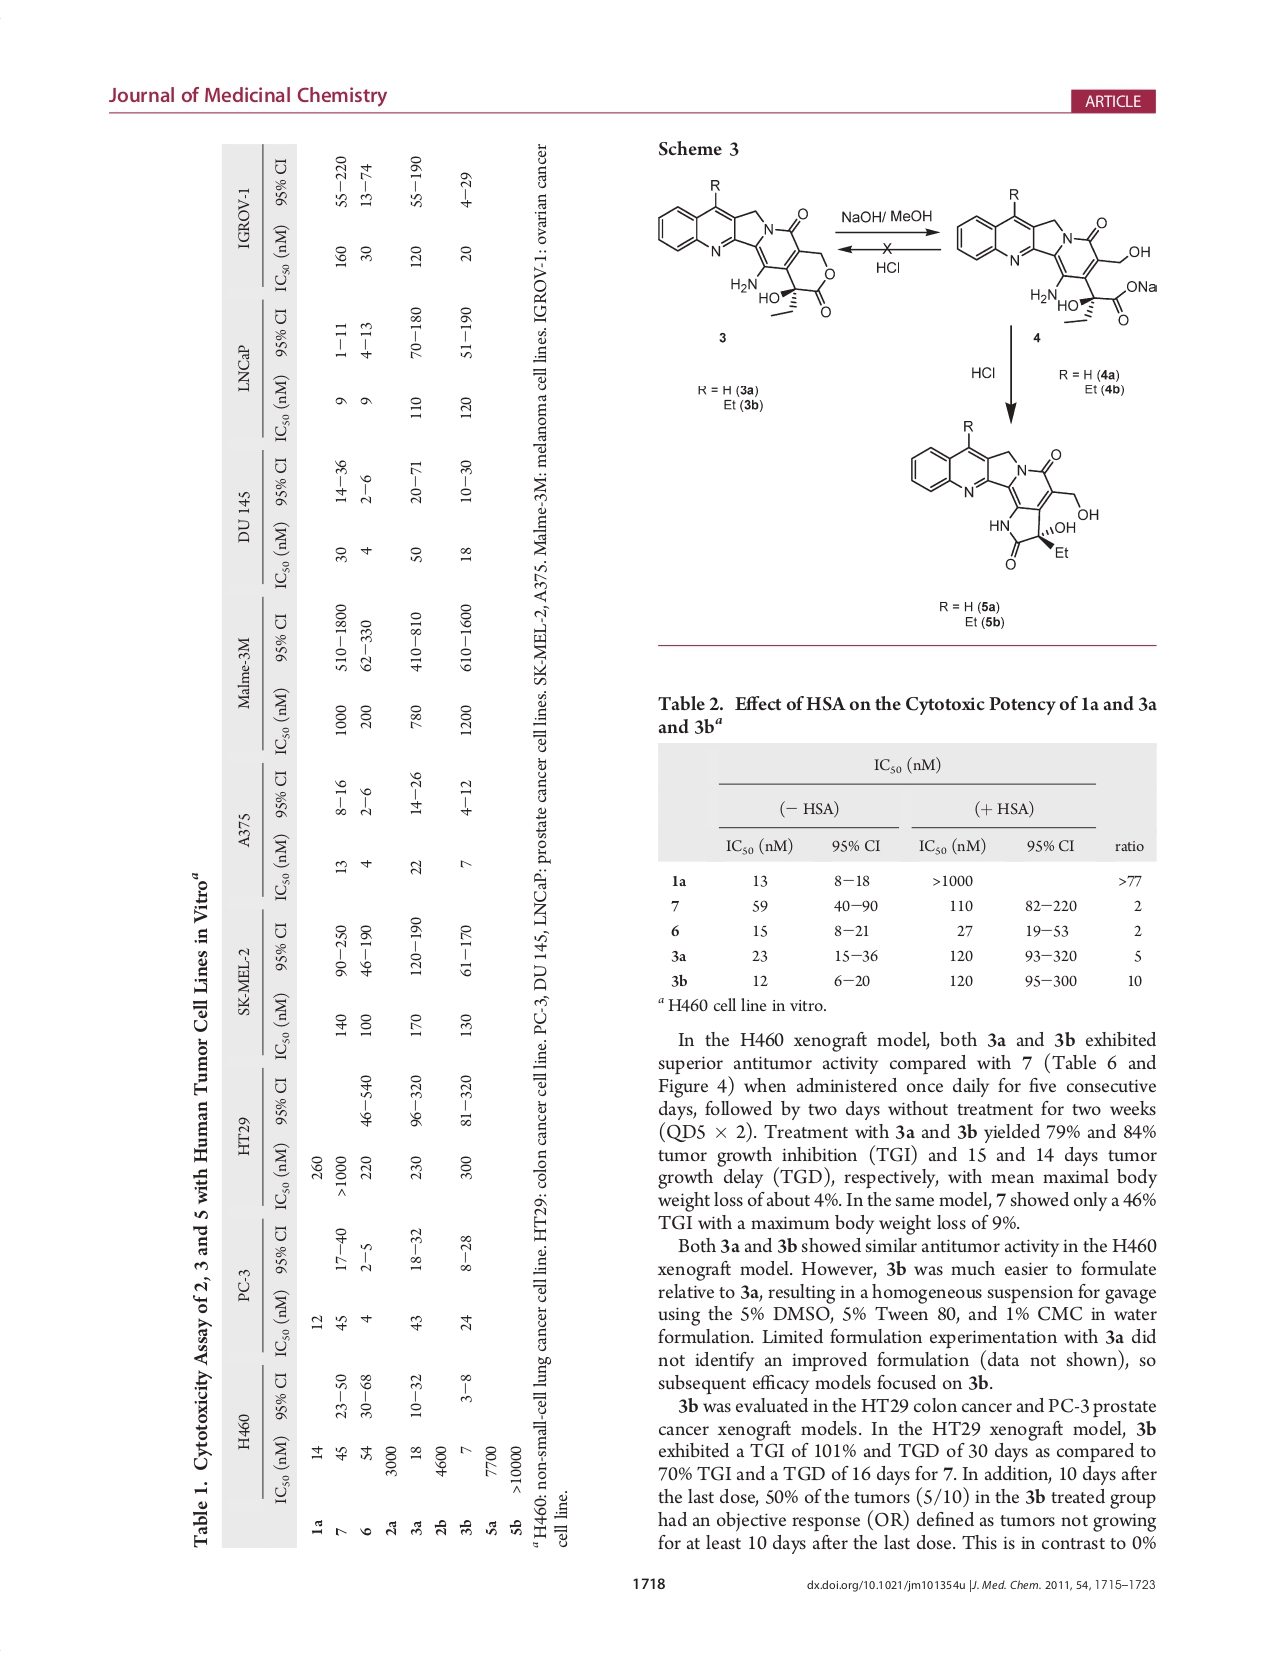 Journal of Medicinal Chemistry
ARTICLE
Table 1. Cytotoxicity Assay of 2, 3 and 5 with Human Tumor Cell Lines in Vitroᵃ
H460 PC-3 HT29 SK-MEL-2 A375 Malme-3M DU 145 LNCaP IGROV-1
IC₅₀ (nM) 95% CI IC₅₀ (nM) 95% CI IC₅₀ (nM) 95% CI IC₅₀ (nM) 95% CI IC₅₀ (nM) 95% CI IC₅₀ (nM) 95% CI IC₅₀ (nM) 95% CI IC₅₀ (nM) 95% CI IC₅₀ (nM) 95% CI
1a 14 12 260
7 45 23−50 45 17−40 >1000 140 90−250 13 8−16 1000 510−1800 30 14−36 9 1−11 160 55−220
6 54 30−68 4 2−5 220 46−540 100 46−190 4 2−6 200 62−330 4 2−6 9 4−13 30 13−74
2a 3000
3a 18 10−32 43 18−32 230 96−320 170 120−190 22 14−26 780 410−810 50 20−71 110 70−180 120 55−190
2b 4600
3b 7 3−8 24 8−28 300 81−320 130 61−170 7 4−12 1200 610−1600 18 10−30 120 51−190 20 4−29
5a 7700
5b >10000
ᵃ H460: non-small-cell lung cancer cell line. HT29: colon cancer cell line. PC-3, DU 145, LNCaP: prostate cancer cell lines. SK-MEL-2, A375. Malme-3M: melanoma cell lines. IGROV-1: ovarian cancer
cell line.
Scheme 3
R
N
N
O
O
O
H₂N
HO
3
R = H (3a)
Et (3b)
NaOH/ MeOH
X
HCl
R
N
N
O
OH
ONa
O
H₂N
HO
4
R = H (4a)
Et (4b)
HCl
R
N
N
O
OH
HN
OH
Et
O
R = H (5a)
Et (5b)
Table 2. Effect of HSA on the Cytotoxic Potency of 1a and 3a
and 3bᵃ
IC₅₀ (nM)
(− HSA) (+ HSA)
IC₅₀ (nM) 95% CI IC₅₀ (nM) 95% CI ratio
1a 13 8−18 >1000 >77
7 59 40−90 110 82−220 2
6 15 8−21 27 19−53 2
3a 23 15−36 120 93−320 5
3b 12 6−20 120 95−300 10
ᵃ H460 cell line in vitro.
In the H460 xenograft model, both 3a and 3b exhibited
superior antitumor activity compared with 7 (Table 6 and
Figure 4) when administered once daily for five consecutive
days, followed by two days without treatment for two weeks
(QD5 × 2). Treatment with 3a and 3b yielded 79% and 84%
tumor growth inhibition (TGI) and 15 and 14 days tumor
growth delay (TGD), respectively, with mean maximal body
weight loss of about 4%. In the same model, 7 showed only a 46%
TGI with a maximum body weight loss of 9%.
Both 3a and 3b showed similar antitumor activity in the H460
xenograft model. However, 3b was much easier to formulate
relative to 3a, resulting in a homogeneous suspension for gavage
using the 5% DMSO, 5% Tween 80, and 1% CMC in water
formulation. Limited formulation experimentation with 3a did
not identify an improved formulation (data not shown), so
subsequent efficacy models focused on 3b.
3b was evaluated in the HT29 colon cancer and PC-3 prostate
cancer xenograft models. In the HT29 xenograft model, 3b
exhibited a TGI of 101% and TGD of 30 days as compared to
70% TGI and a TGD of 16 days for 7. In addition, 10 days after
the last dose, 50% of the tumors (5/10) in the 3b treated group
had an objective response (OR) defined as tumors not growing
for at least 10 days after the last dose. This is in contrast to 0%
1718
dx.doi.org/10.1021/jm101354u |J. Med. Chem. 2011, 54, 1715–1723